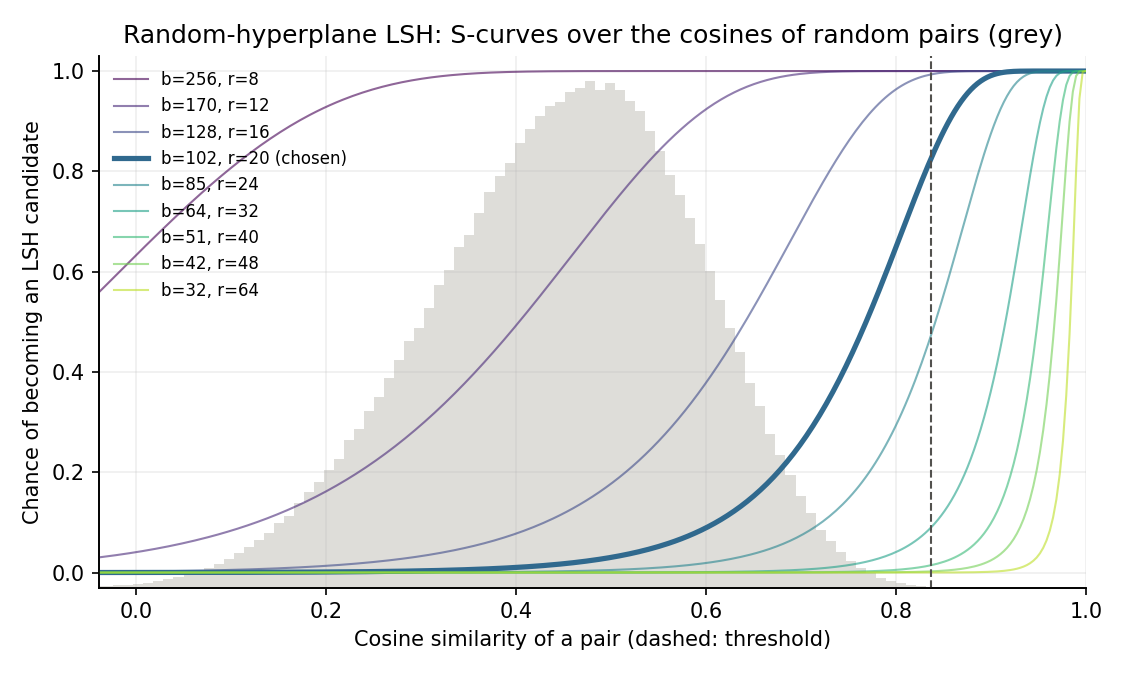 Random-hyperplane LSH: S-curves over the cosines of random pairs (grey)
Chance of becoming an LSH candidate
1.0
0.8
0.6
0.4
0.2
0.0
b=256, r=8
b=170, r=12
b=128, r=16
b=102, r=20 (chosen)
b=85, r=24
b=64, r=32
b=51, r=40
b=42, r=48
b=32, r=64
0.0 0.2 0.4 0.6 0.8 1.0
Cosine similarity of a pair (dashed: threshold)